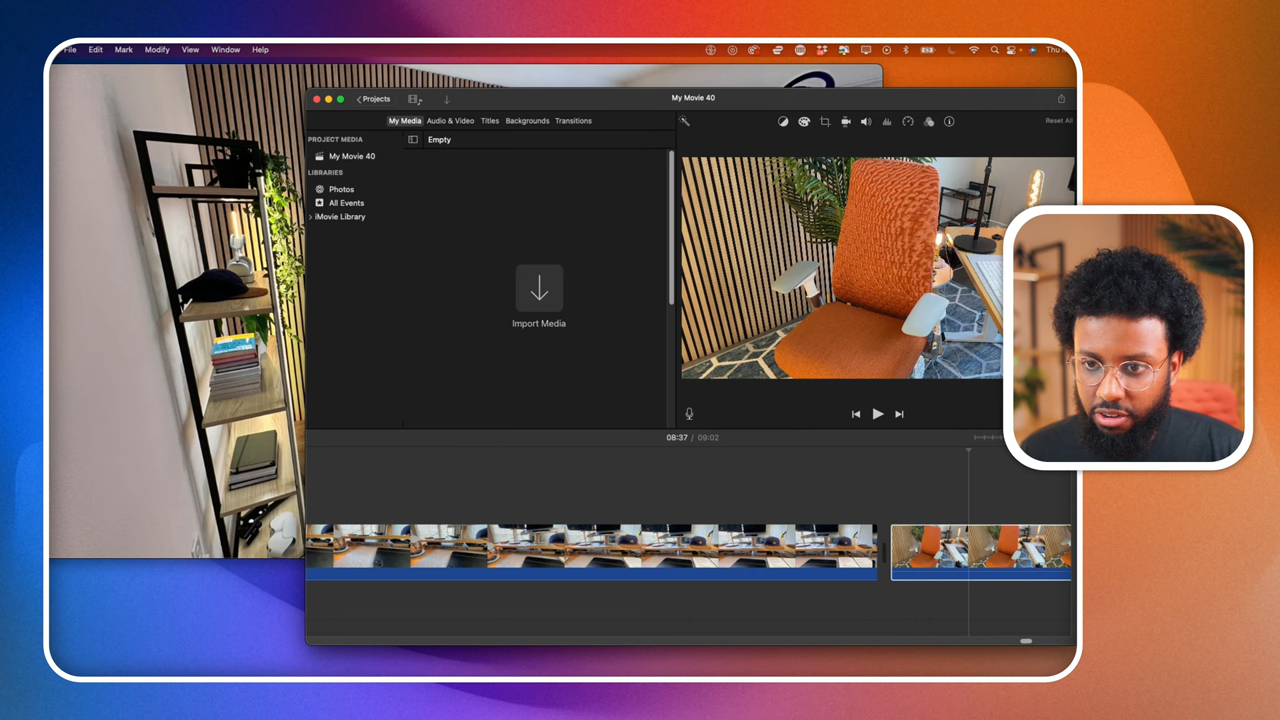 File Edit Mark Modify View Window Help Thu
Projects My Movie 40
My Media Audio & Video Titles Backgrounds Transitions Reset All
PROJECT MEDIA Empty
My Movie 40
LIBRARIES
Photos
All Events
iMovie Library
Import Media
08:37 / 09:02